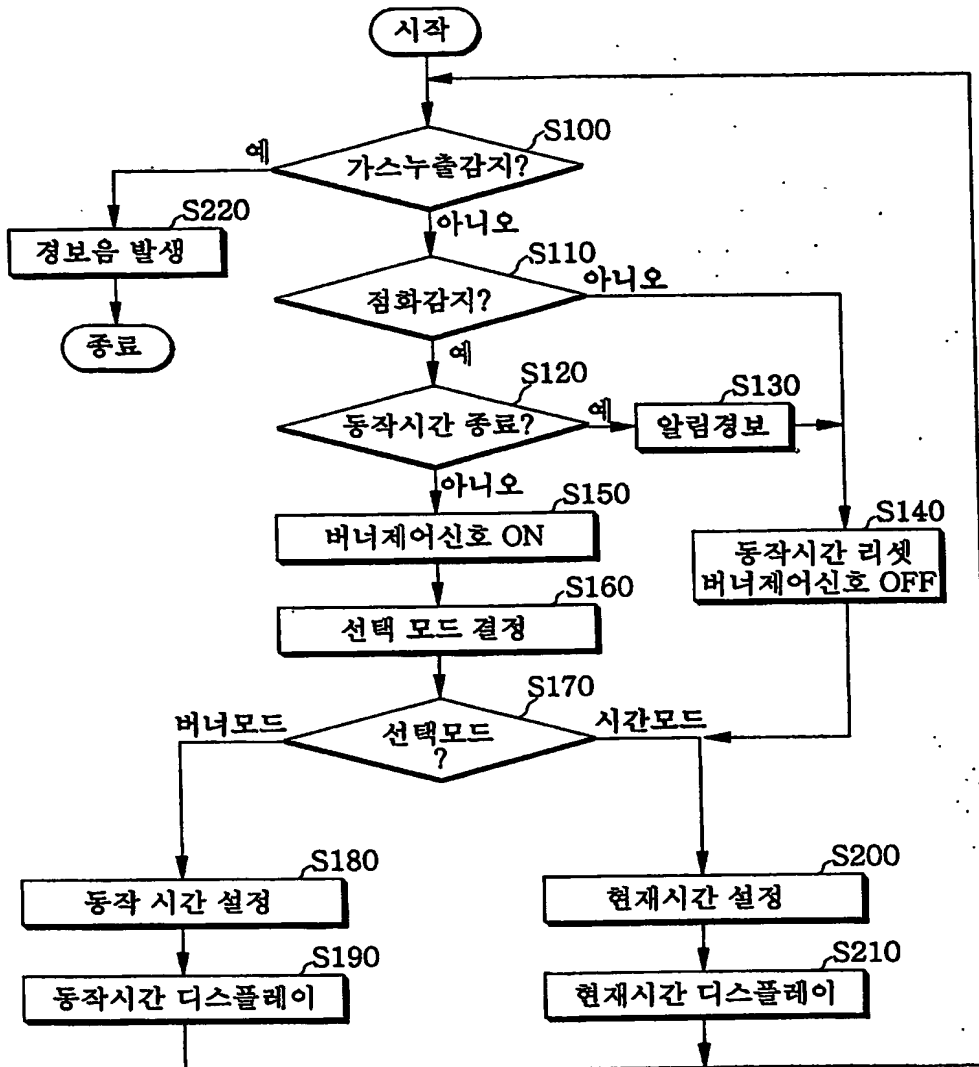 시작
S100
예
가스누출감지?
S220
아니오
경보음 발생
S110
아니오
점화감지?
종료
예
S120
S130
동작시간 종료?
예
알림경보
아니오
S150
S140
버너제어신호 ON
동작시간 리셋
버너제어신호 OFF
S160
선택 모드 결정
S170
버너모드
시간모드
선택모드
?
S180
S200
동작 시간 설정
현재시간 설정
S190
S210
동작시간 디스플레이
현재시간 디스플레이